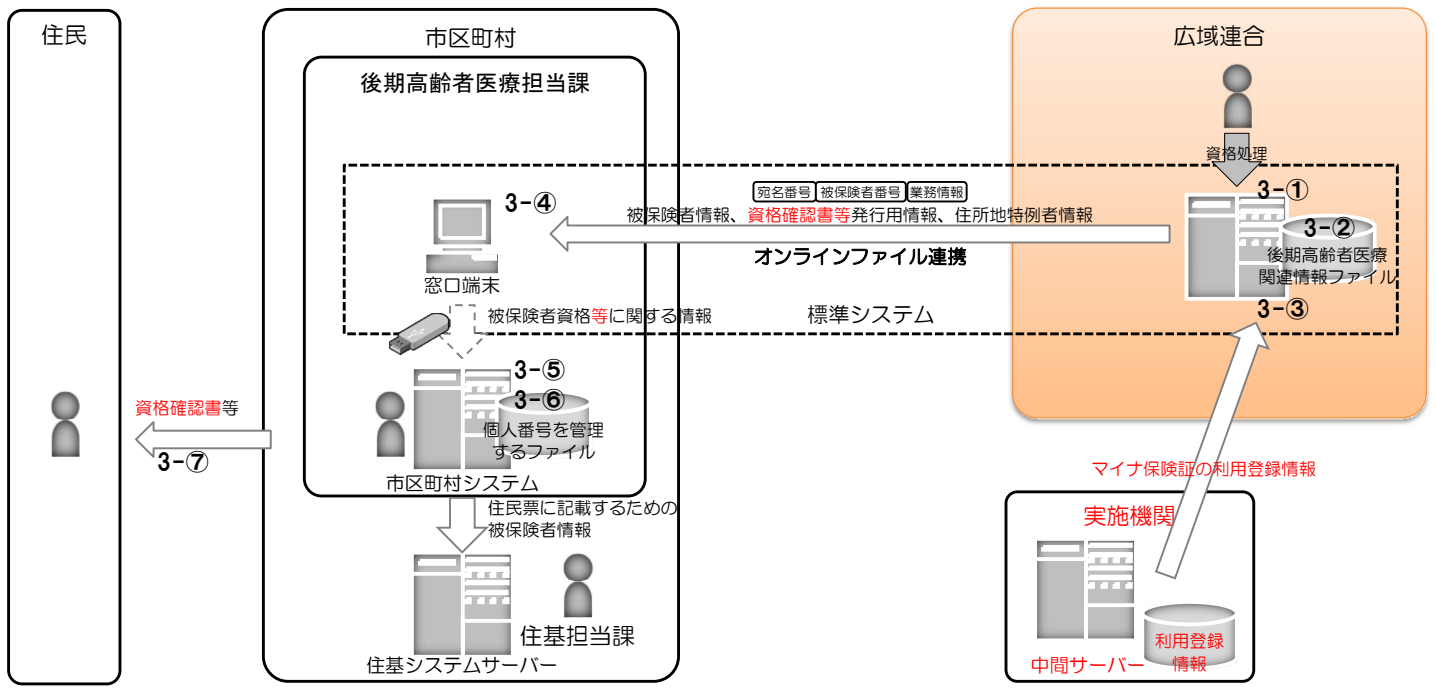 住民
市区町村
後期高齢者医療担当課
広域連合
資格処理
3-①
3-②
後期高齢者医療
関連情報ファイル
3-③
宛名番号 被保険者番号 業務情報
被保険者情報、資格確認書等発行用情報、住所地特例者情報
オンラインファイル連携
標準システム
3-④
窓口端末
被保険者資格等に関する情報
3-⑤
3-⑥
個人番号を管理
するファイル
市区町村システム
資格確認書等
3-⑦
住民票に記載するための
被保険者情報
住基担当課
住基システムサーバー
マイナ保険証の利用登録情報
実施機関
中間サーバー
利用登録
情報